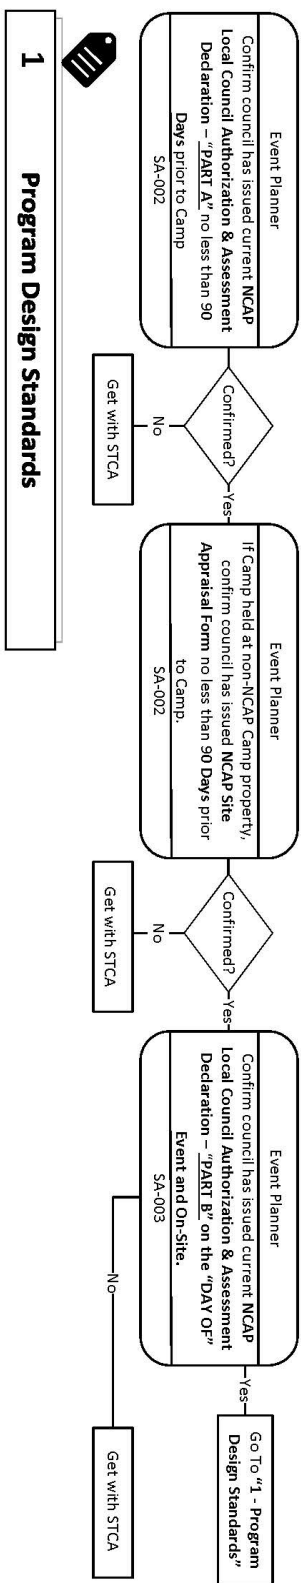 Event Planner
Confirm council has issued current NCAP
Local Council Authorization & Assessment
Declaration – "PART A" no less than 90
Days prior to Camp
SA-002
Confirmed?
Yes
No
Get with STCA
Event Planner
If Camp held at non-NCAP Camp property,
confirm council has issued NCAP Site
Appraisal Form no less than 90 Days prior
to Camp.
SA-002
Confirmed?
Yes
No
Get with STCA
Event Planner
Confirm council has issued current NCAP
Local Council Authorization & Assessment
Declaration – "PART B" on the "DAY OF"
Event and On-Site.
SA-003
Yes
Go To "1 - Program
Design Standards"
No
Get with STCA
1 Program Design Standards